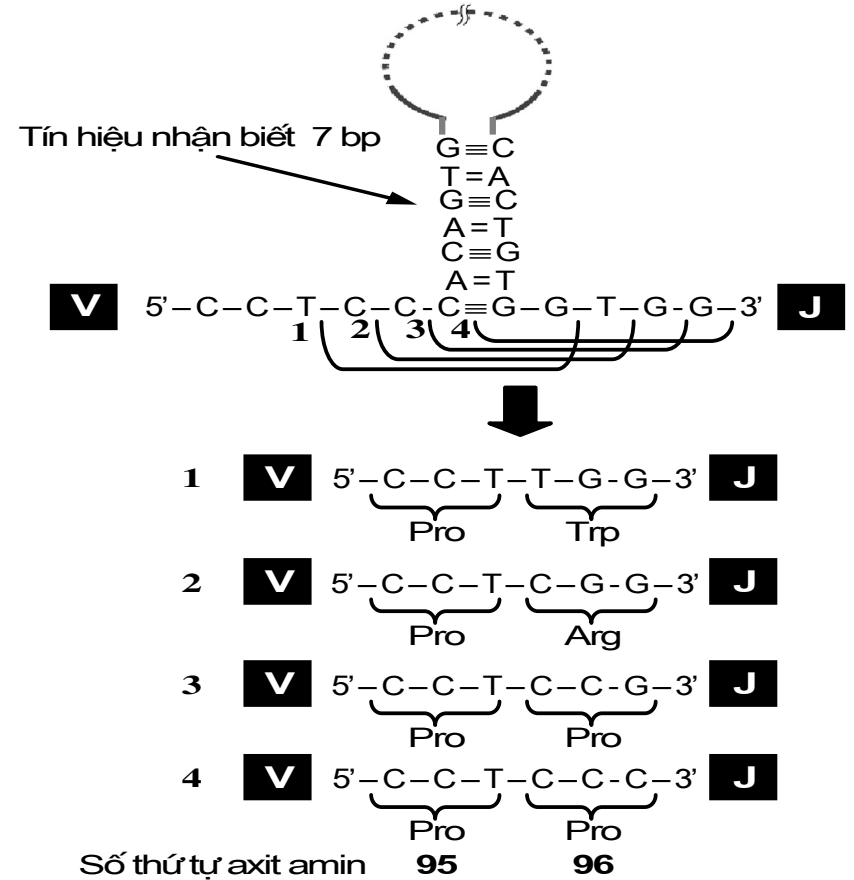 Tín hiệu nhận biết 7 bp
G≡C
T=A
G≡C
A=T
C≡G
A=T
V 5’–C–C–T–C–C-C≡G–G–T–G-G–3’ J
1 2 3 4
1 V 5’–C–C–T–T–G-G–3’ J
Pro Trp
2 V 5’–C–C–T–C–G-G–3’ J
Pro Arg
3 V 5’–C–C–T–C–C–G–3’ J
Pro Pro
4 V 5’–C–C–T–C–C-C–3’ J
Pro Pro
Số thứ tự axit amin 95 96